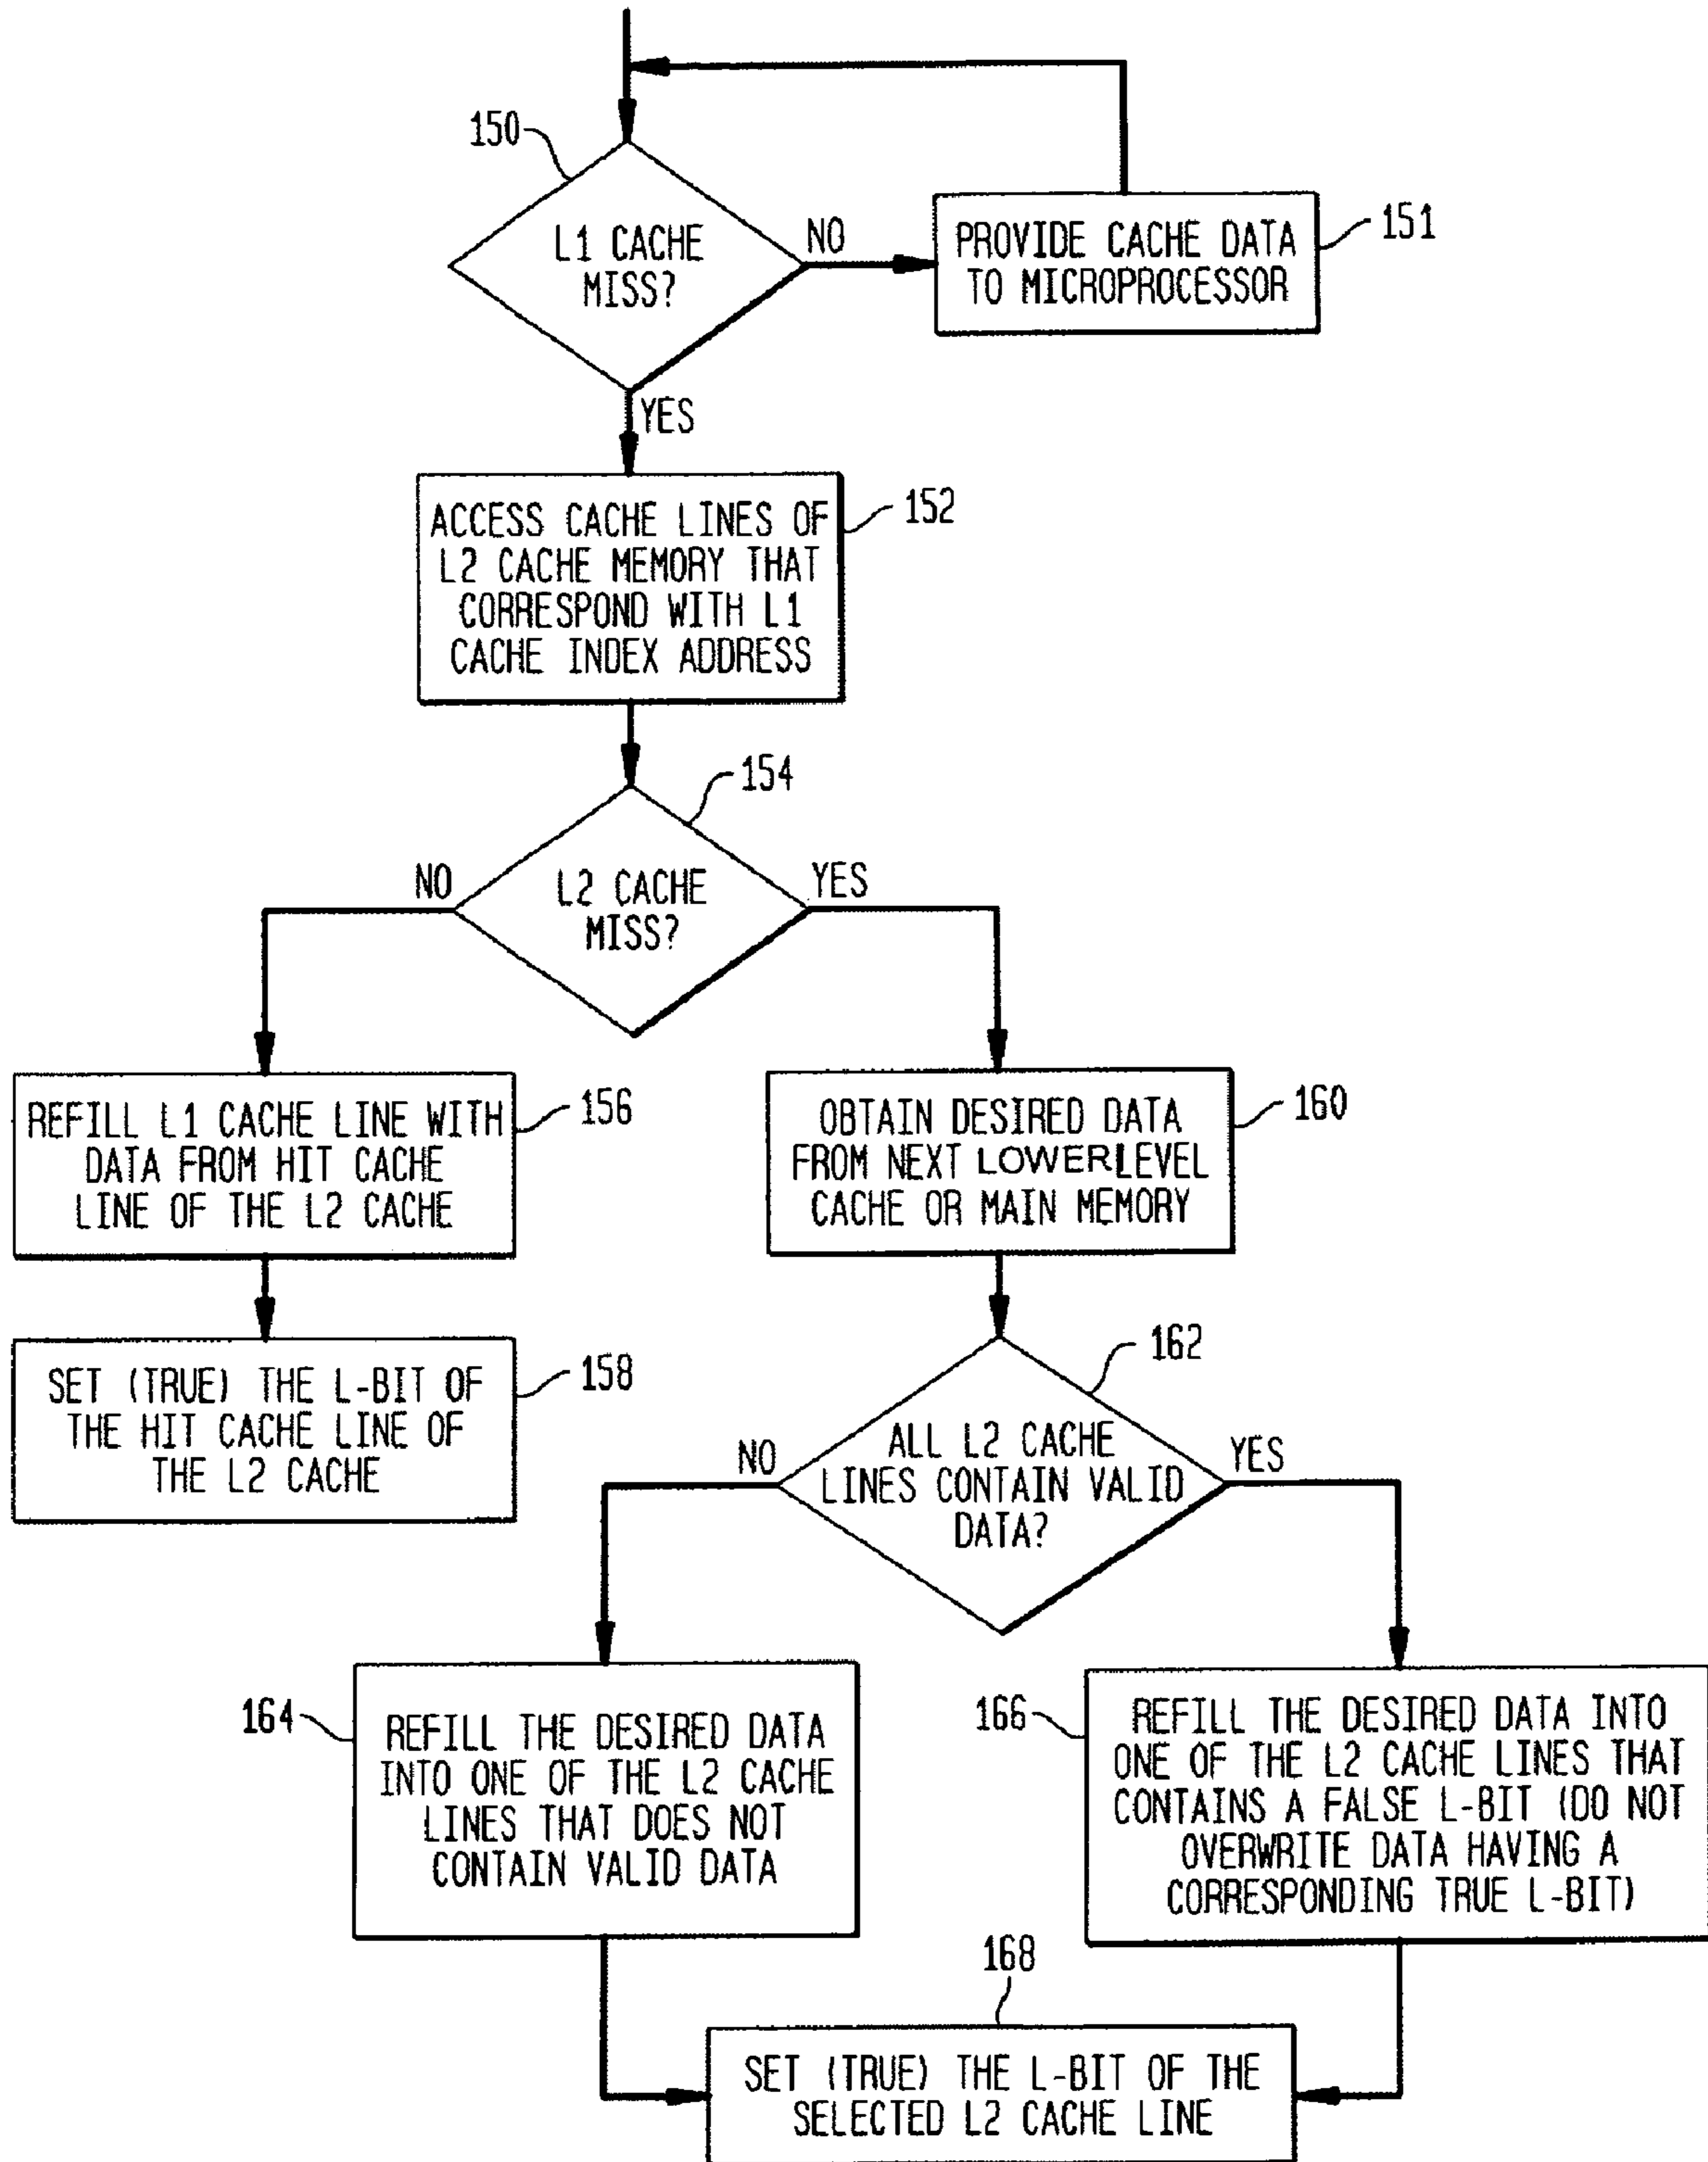 150
L1 CACHE
MISS?
NO
PROVIDE CACHE DATA
TO MICROPROCESSOR
151
YES
ACCESS CACHE LINES OF
L2 CACHE MEMORY THAT
CORRESPOND WITH L1
CACHE INDEX ADDRESS
152
154
NO
L2 CACHE
MISS?
YES
REFILL L1 CACHE LINE WITH
DATA FROM HIT CACHE
LINE OF THE L2 CACHE
156
OBTAIN DESIRED DATA
FROM NEXT LOWER LEVEL
CACHE OR MAIN MEMORY
160
SET (TRUE) THE L-BIT OF
THE HIT CACHE LINE OF
THE L2 CACHE
158
162
NO
ALL L2 CACHE
LINES CONTAIN VALID
DATA?
YES
164
REFILL THE DESIRED DATA
INTO ONE OF THE L2 CACHE
LINES THAT DOES NOT
CONTAIN VALID DATA
166
REFILL THE DESIRED DATA INTO
ONE OF THE L2 CACHE LINES THAT
CONTAINS A FALSE L-BIT (DO NOT
OVERWRITE DATA HAVING A
CORRESPONDING TRUE L-BIT)
168
SET (TRUE) THE L-BIT OF THE
SELECTED L2 CACHE LINE